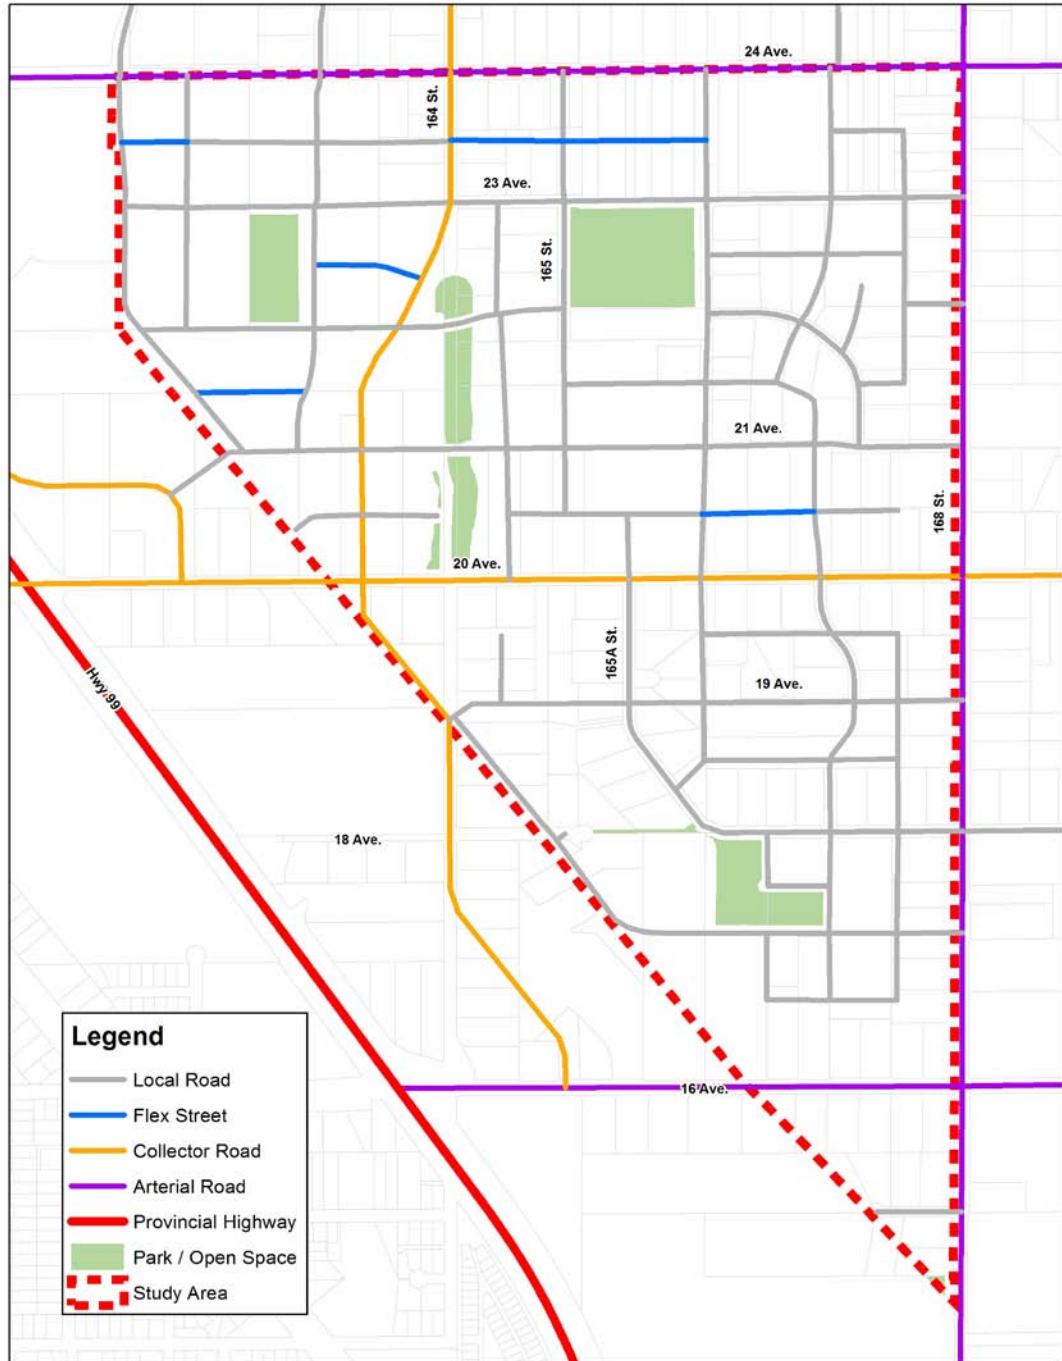 24 Ave.
164 St.
23 Ave.
165 St.
21 Ave.
168 St.
20 Ave.
165A St.
19 Ave.
Hwy 99
18 Ave.
16 Ave.
Legend
Local Road
Flex Street
Collector Road
Arterial Road
Provincial Highway
Park / Open Space
Study Area